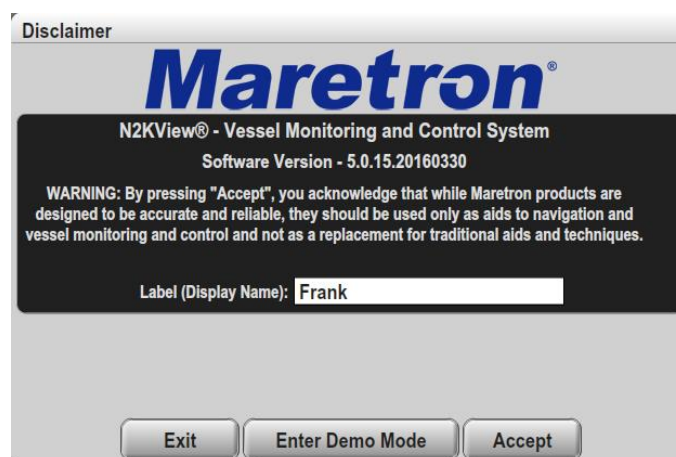 Disclaimer
Maretron®
N2KView® - Vessel Monitoring and Control System
Software Version - 5.0.15.20160330
WARNING: By pressing "Accept", you acknowledge that while Maretron products are
designed to be accurate and reliable, they should be used only as aids to navigation and
vessel monitoring and control and not as a replacement for traditional aids and techniques.
Label (Display Name): Frank
Exit Enter Demo Mode Accept